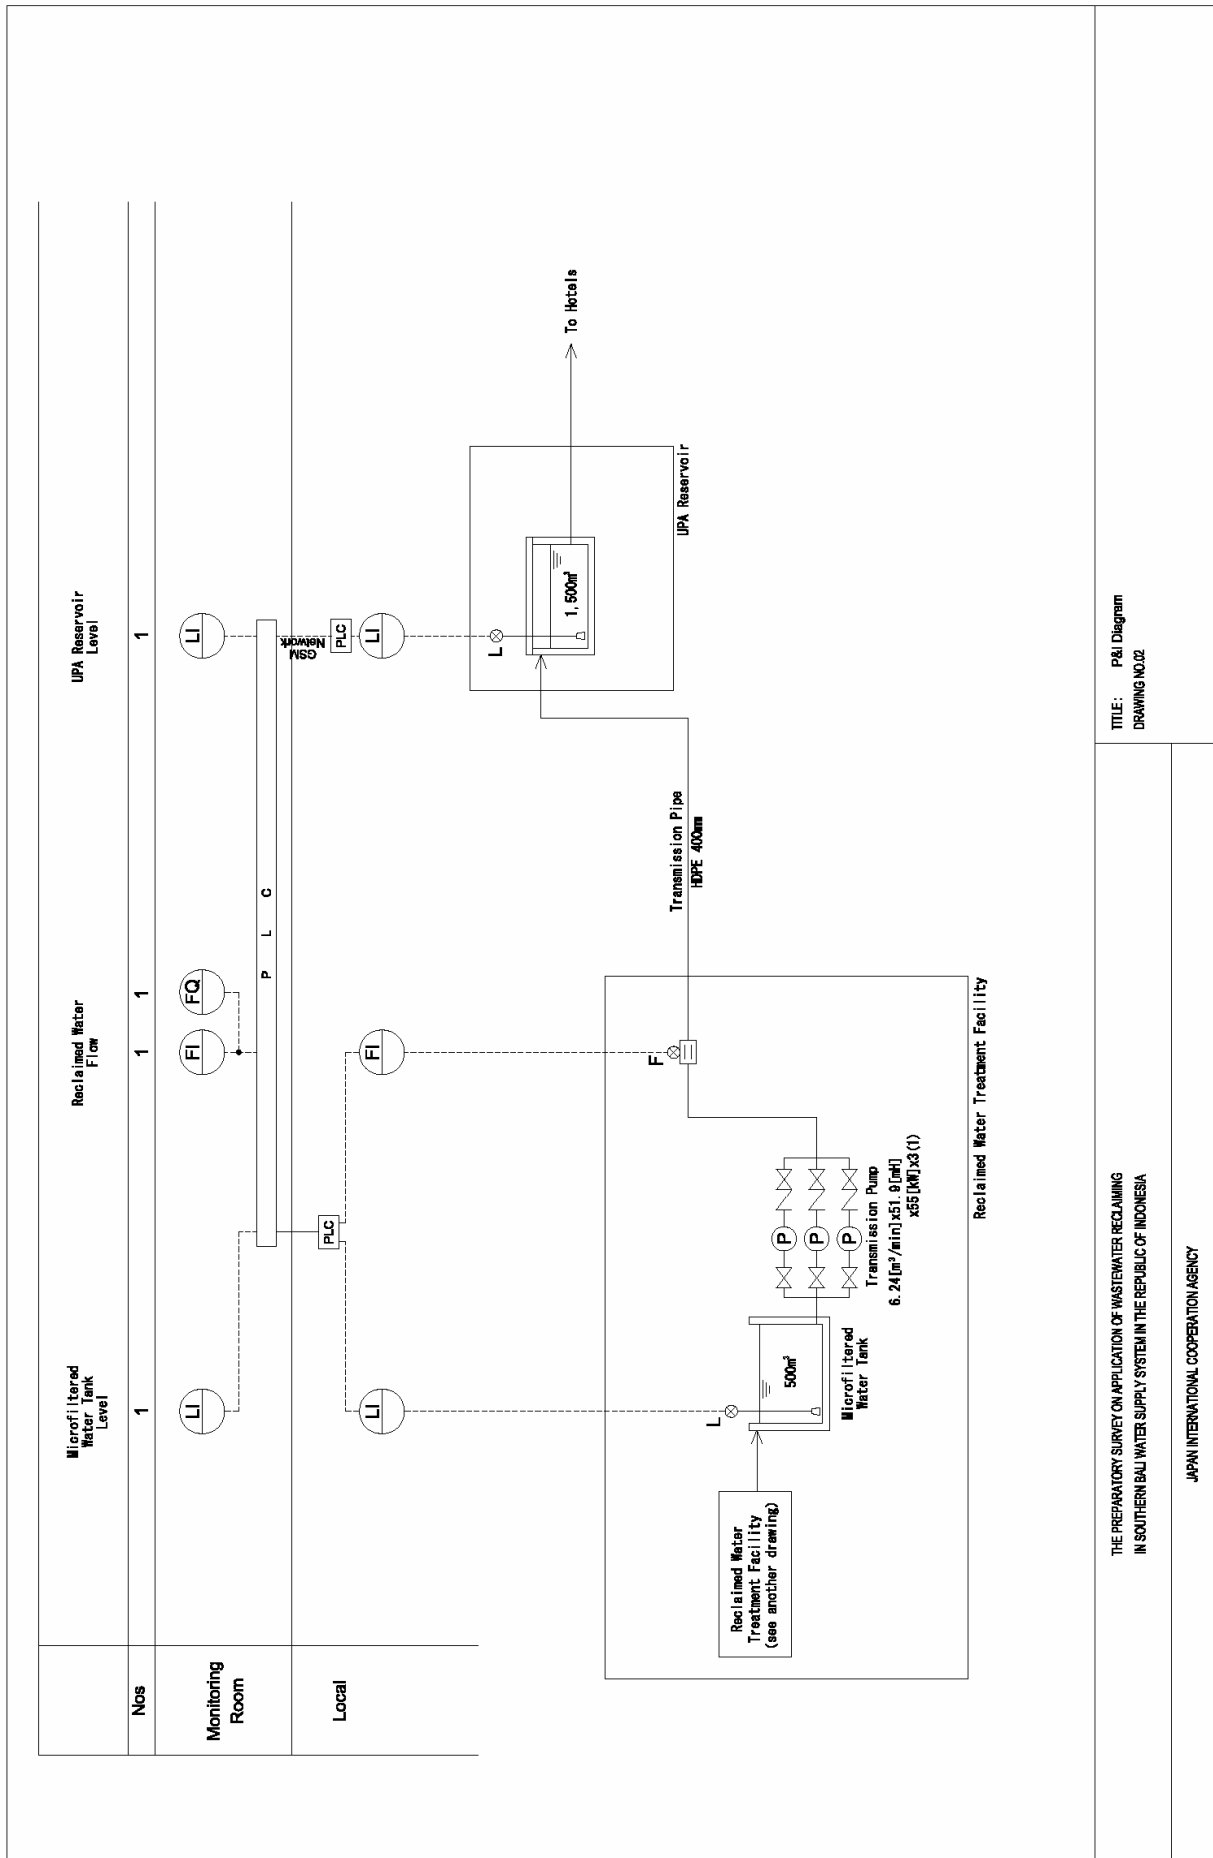 Microfiltered
Water Tank
Level
Reclaimed Water
Flow
UPA Reservoir
Level
Nos
1
1
1
1
Monitoring
Room
LI
FI
FQ
LI
P L C
Local
PLC
GSM
Network
PLC
LI
FI
LI
L
1,500m³
To Hotels
UPA Reservoir
Transmission Pipe
HDPE 400mm
F
L
Reclaimed Water
Treatment Facility
(see another drawing)
500m³
Microfiltered
Water Tank
P
P
P
Transmission Pump
6.24[m³/min]x51.9[mH]
x55[kW]x3(1)
Reclaimed Water Treatment Facility
THE PREPARATORY SURVEY ON APPLICATION OF WASTEWATER RECLAIMING
IN SOUTHERN BALI WATER SUPPLY SYSTEM IN THE REPUBLIC OF INDONESIA
JAPAN INTERNATIONAL COOPERATION AGENCY
TITLE : P&I Diagram
DRAWING NO.02